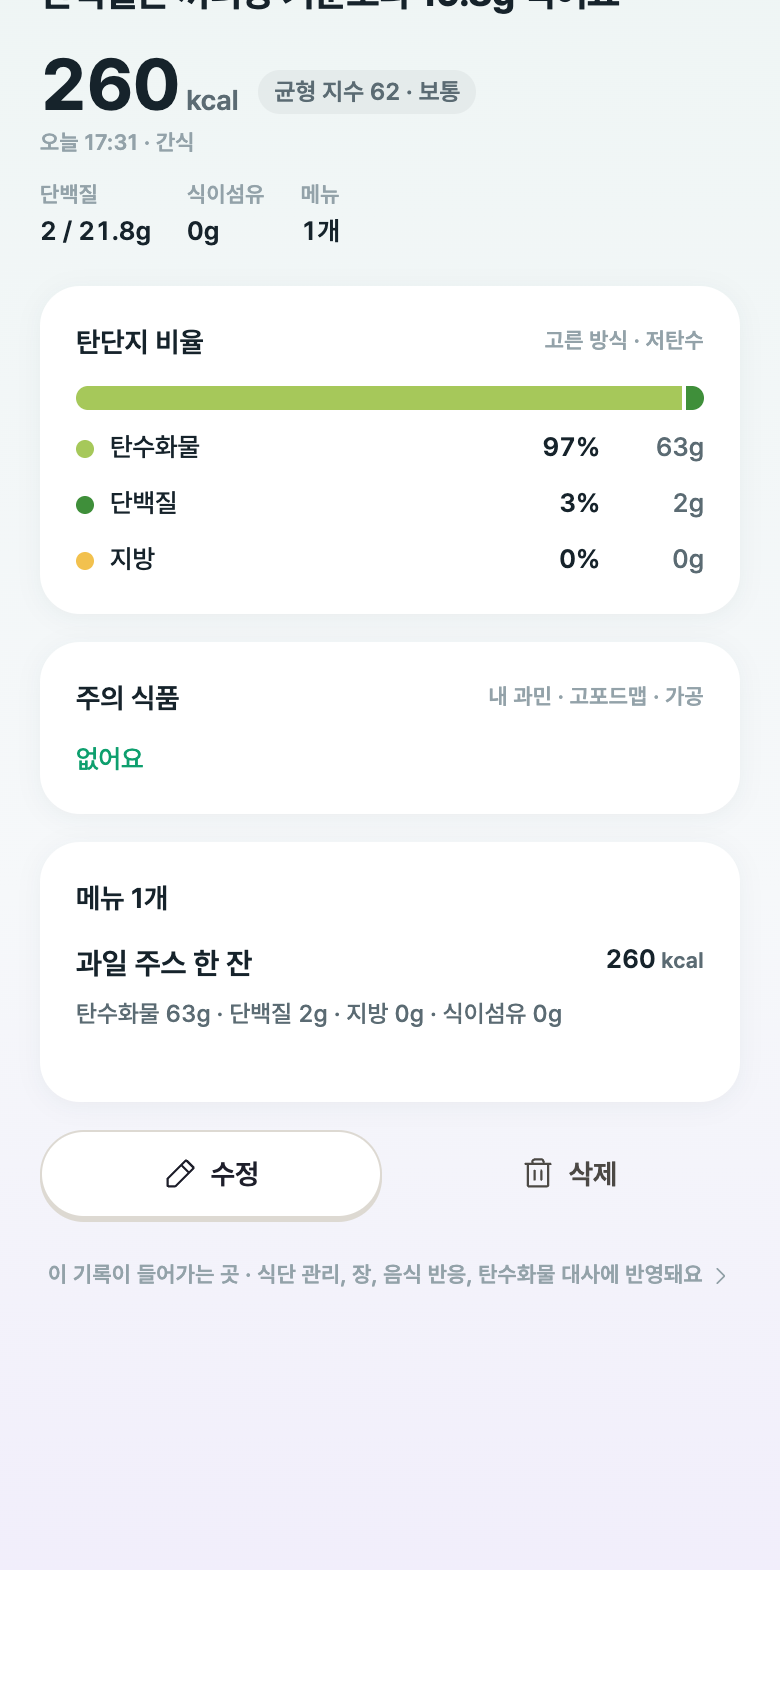 260 kcal 균형 지수 62 · 보통
오늘 17:31 · 간식
단백질 식이섬유 메뉴
2 / 21.8g 0g 1개
탄단지 비율 고른 방식 · 저탄수
탄수화물 97% 63g
단백질 3% 2g
지방 0% 0g
주의 식품 내 과민 · 고포드맵 · 가공
없어요
메뉴 1개
과일 주스 한 잔 260 kcal
탄수화물 63g · 단백질 2g · 지방 0g · 식이섬유 0g
수정 삭제
이 기록이 들어가는 곳 · 식단 관리, 장, 음식 반응, 탄수화물 대사에 반영돼요